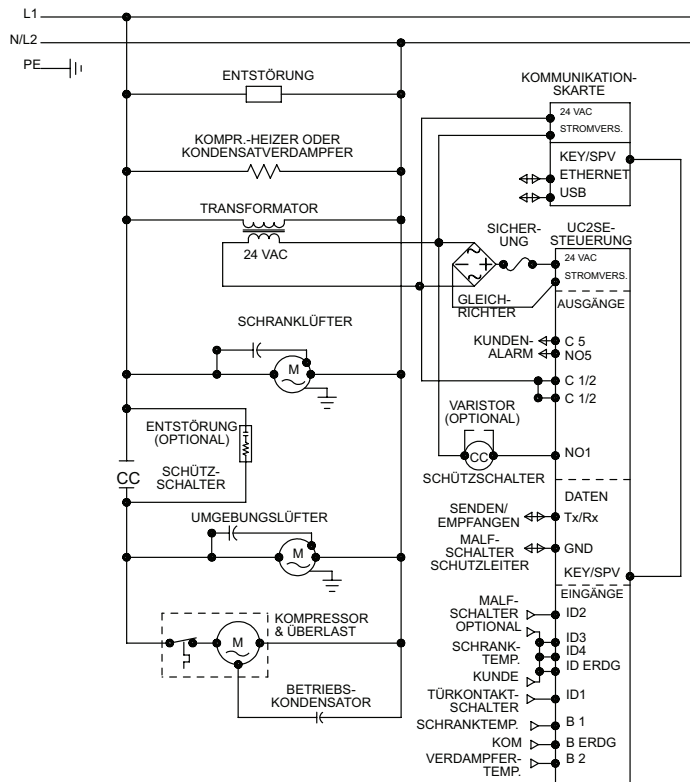 L1
N/L2
PE
ENTSTÖRUNG
KOMPR.-HEIZER ODER
KONDENSATVERDAMPFER
TRANSFORMATOR
24 VAC
SCHRANKLÜFTER
M
ENTSTÖRUNG
(OPTIONAL)
CC
SCHÜTZ-
SCHALTER
UMGEBUNGSLÜFTER
M
KOMPRESSOR
& ÜBERLAST
M
BETRIEBS-
KONDENSATOR
KOMMUNIKATION-
SKARTE
24 VAC
STROMVERS.
KEY/SPV
ETHERNET
USB
SICHER-
UNG
GLEICH-
RICHTER
UC2SE-
STEUERUNG
24 VAC
STROMVERS.
AUSGÄNGE
KUNDEN-
ALARM
C 5
NO5
C 1/2
C 1/2
VARISTOR
(OPTIONAL)
CC
SCHÜTZSCHALTER
NO1
DATEN
SENDEN/
EMPFANGEN
Tx/Rx
MALF-
SCHALTER
SCHUTZLEITER
GND
KEY/SPV
EINGÄNGE
MALF-
SCHALTER
OPTIONAL
ID2
ID3
SCHRANK-
TEMP.
ID4
ID ERDG
KUNDE
TÜRKONTAKT-
SCHALTER
ID1
SCHRANKTEMP.
B 1
KOM
B ERDG
VERDAMPFER-
TEMP.
B 2